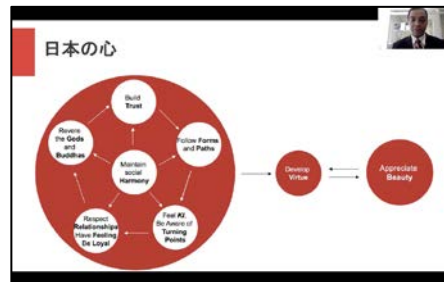 日本の心
Build
Trust
Revere
the Gods
and
Buddhas
Follow Forms
and Paths
Maintain
social
Harmony
Respect
Relationships
Have Feeling
Be Loyal
Feel KI,
Be Aware of
Turning
Points
Develop
Virtue
Appreciate
Beauty